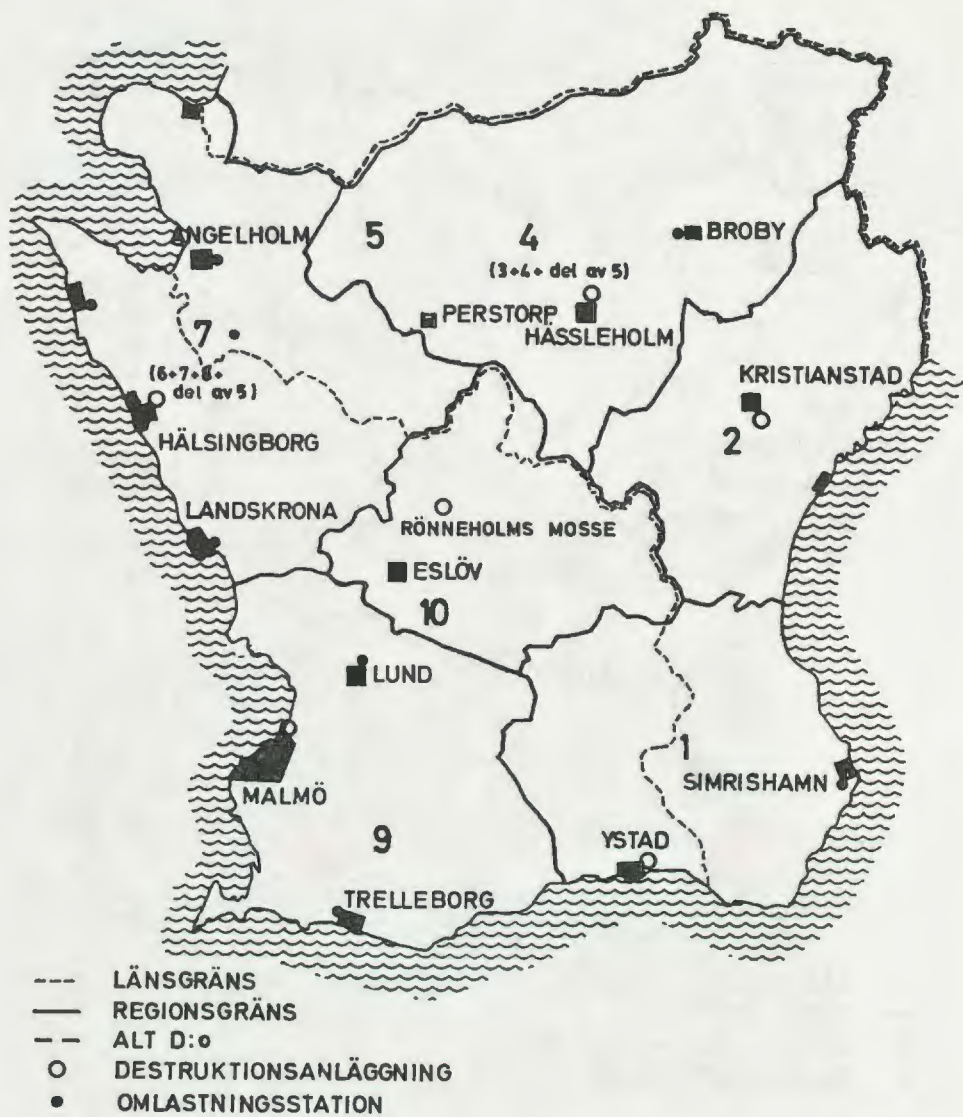 ÄNGELHOLM
5
4
BROBY
(3+4+ del av 5)
PERSTORP
HÄSSLEHOLM
7
(6+7+8+
del av 5)
KRISTIANSTAD
2
HÄLSINGBORG
LANDSKRONA
RÖNNEHOLMS MOSSE
ESLÖV
10
LUND
1
SIMRISHAMN
MALMÖ
9
YSTAD
TRELLEBORG
LÄNSGRÄNS
REGIONSGRÄNS
ALT D:o
DESTRUKTIONSANLÄGGNING
OMLASTNINGSSTATION